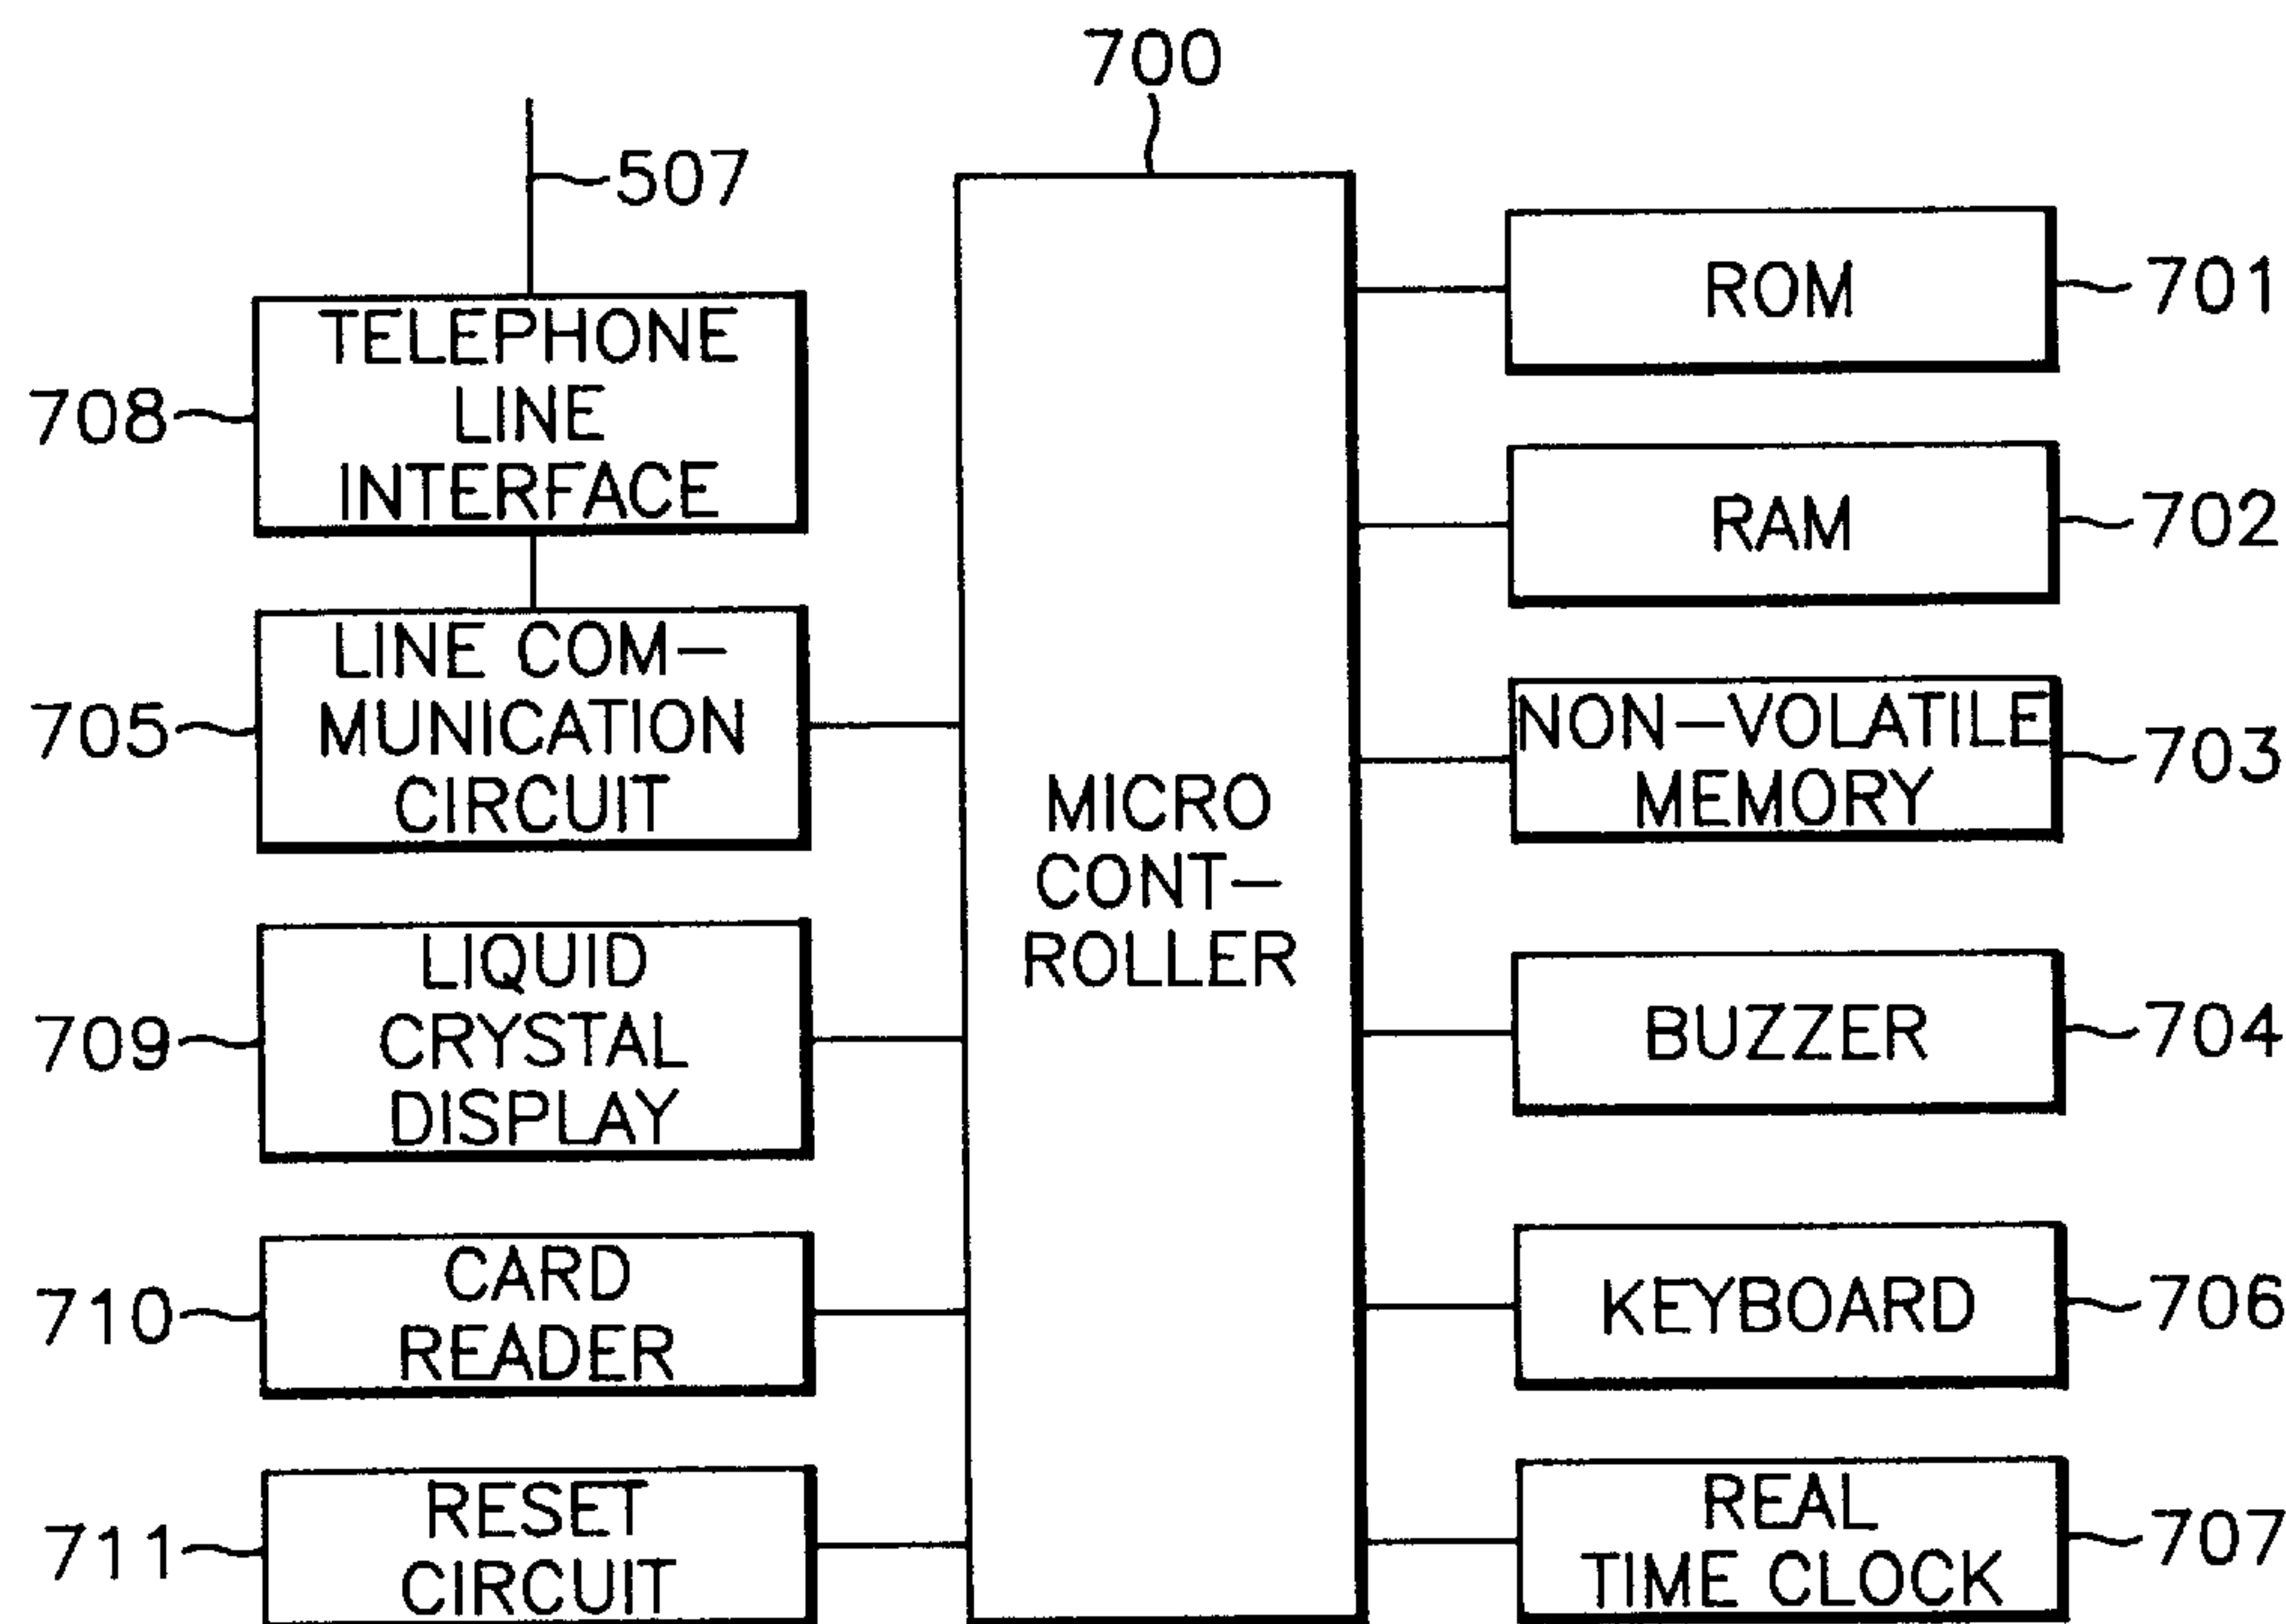 700
507
TELEPHONE
LINE
INTERFACE
708
LINE COM-
MUNICATION
CIRCUIT
705
LIQUID
CRYSTAL
DISPLAY
709
CARD
READER
710
RESET
CIRCUIT
711
MICRO
CONT-
ROLLER
ROM
701
RAM
702
NON-VOLATILE
MEMORY
703
BUZZER
704
KEYBOARD
706
REAL
TIME CLOCK
707